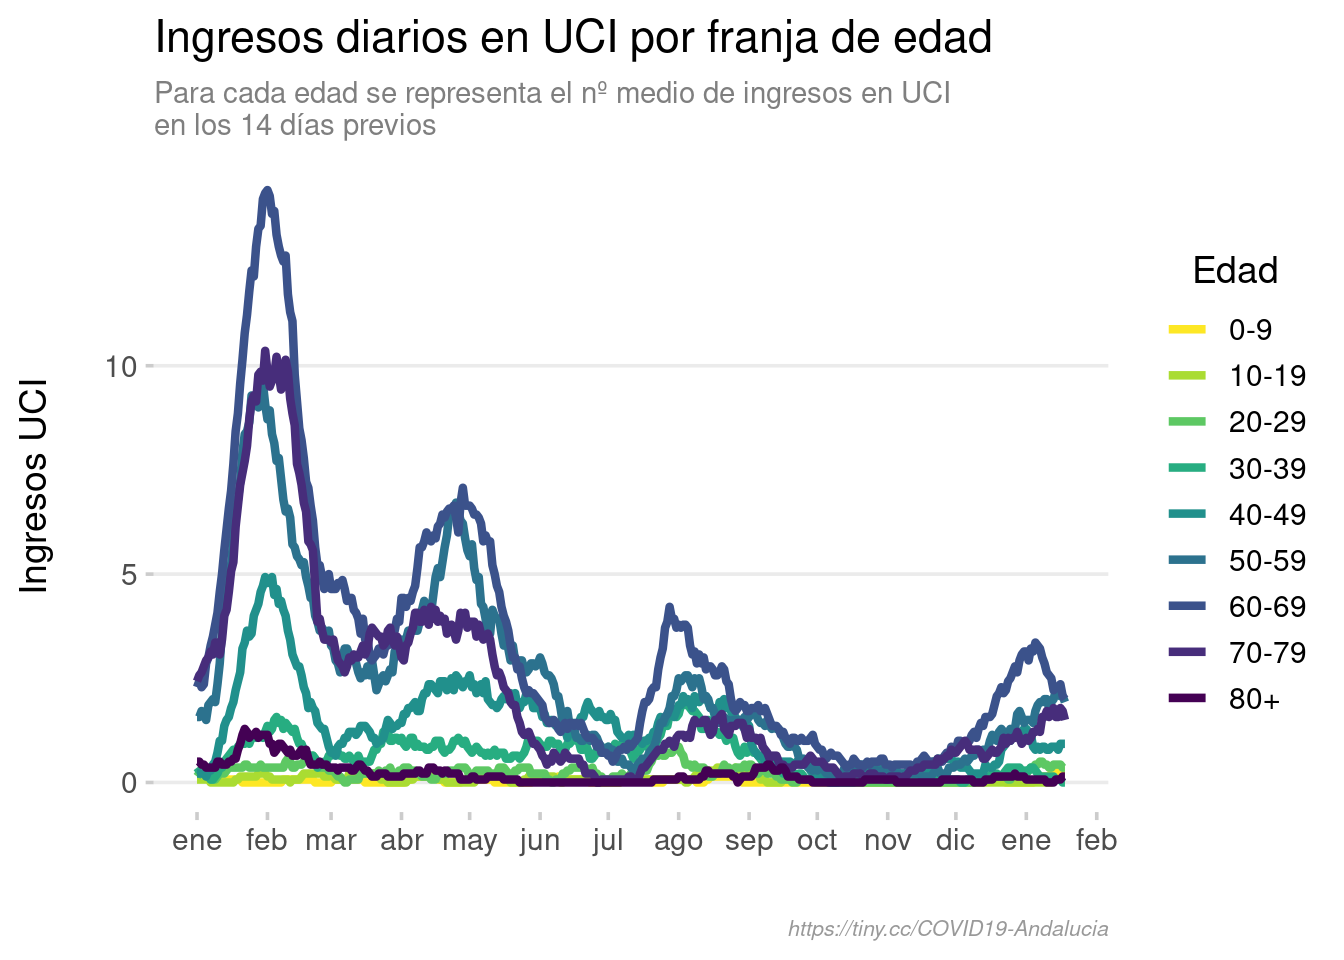 Ingresos diarios en UCI por franja de edad
Para cada edad se representa el nº medio de ingresos en UCI
en los 14 días previos
Ingresos UCI
10
5
0
ene feb mar abr may jun jul ago sep oct nov dic ene feb
Edad
0-9
10-19
20-29
30-39
40-49
50-59
60-69
70-79
80+
https://tiny.cc/COVID19-Andalucia